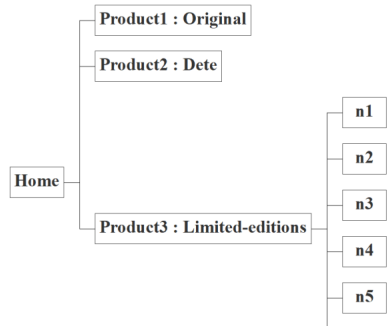 Product1 : Original
Product2 : Dete
n1
n2
Home
n3
Product3 : Limited-editions
n4
n5